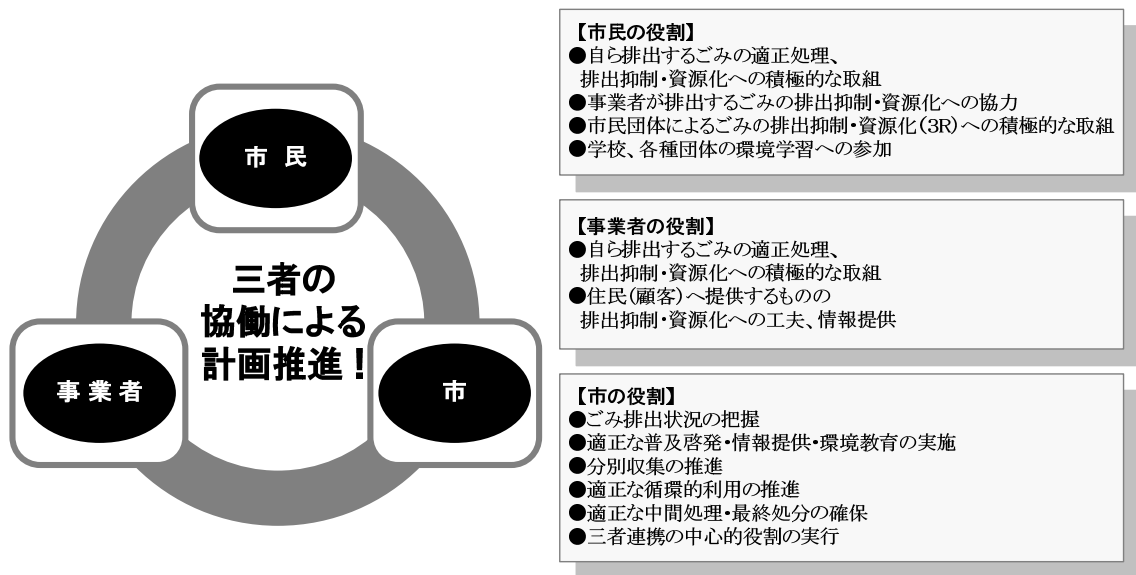 市 民
三者の
協働による
計画推進！
事業者
市
【市民の役割】
●自ら排出するごみの適正処理、
排出抑制・資源化への積極的な取組
●事業者が排出するごみの排出抑制・資源化への協力
●市民団体によるごみの排出抑制・資源化(3R)への積極的な取組
●学校、各種団体の環境学習への参加
【事業者の役割】
●自ら排出するごみの適正処理、
排出抑制・資源化への積極的な取組
●住民(顧客)へ提供するものの
排出抑制・資源化への工夫、情報提供
【市の役割】
●ごみ排出状況の把握
●適正な普及啓発・情報提供・環境教育の実施
●分別収集の推進
●適正な循環的利用の推進
●適正な中間処理・最終処分の確保
●三者連携の中心的役割の実行